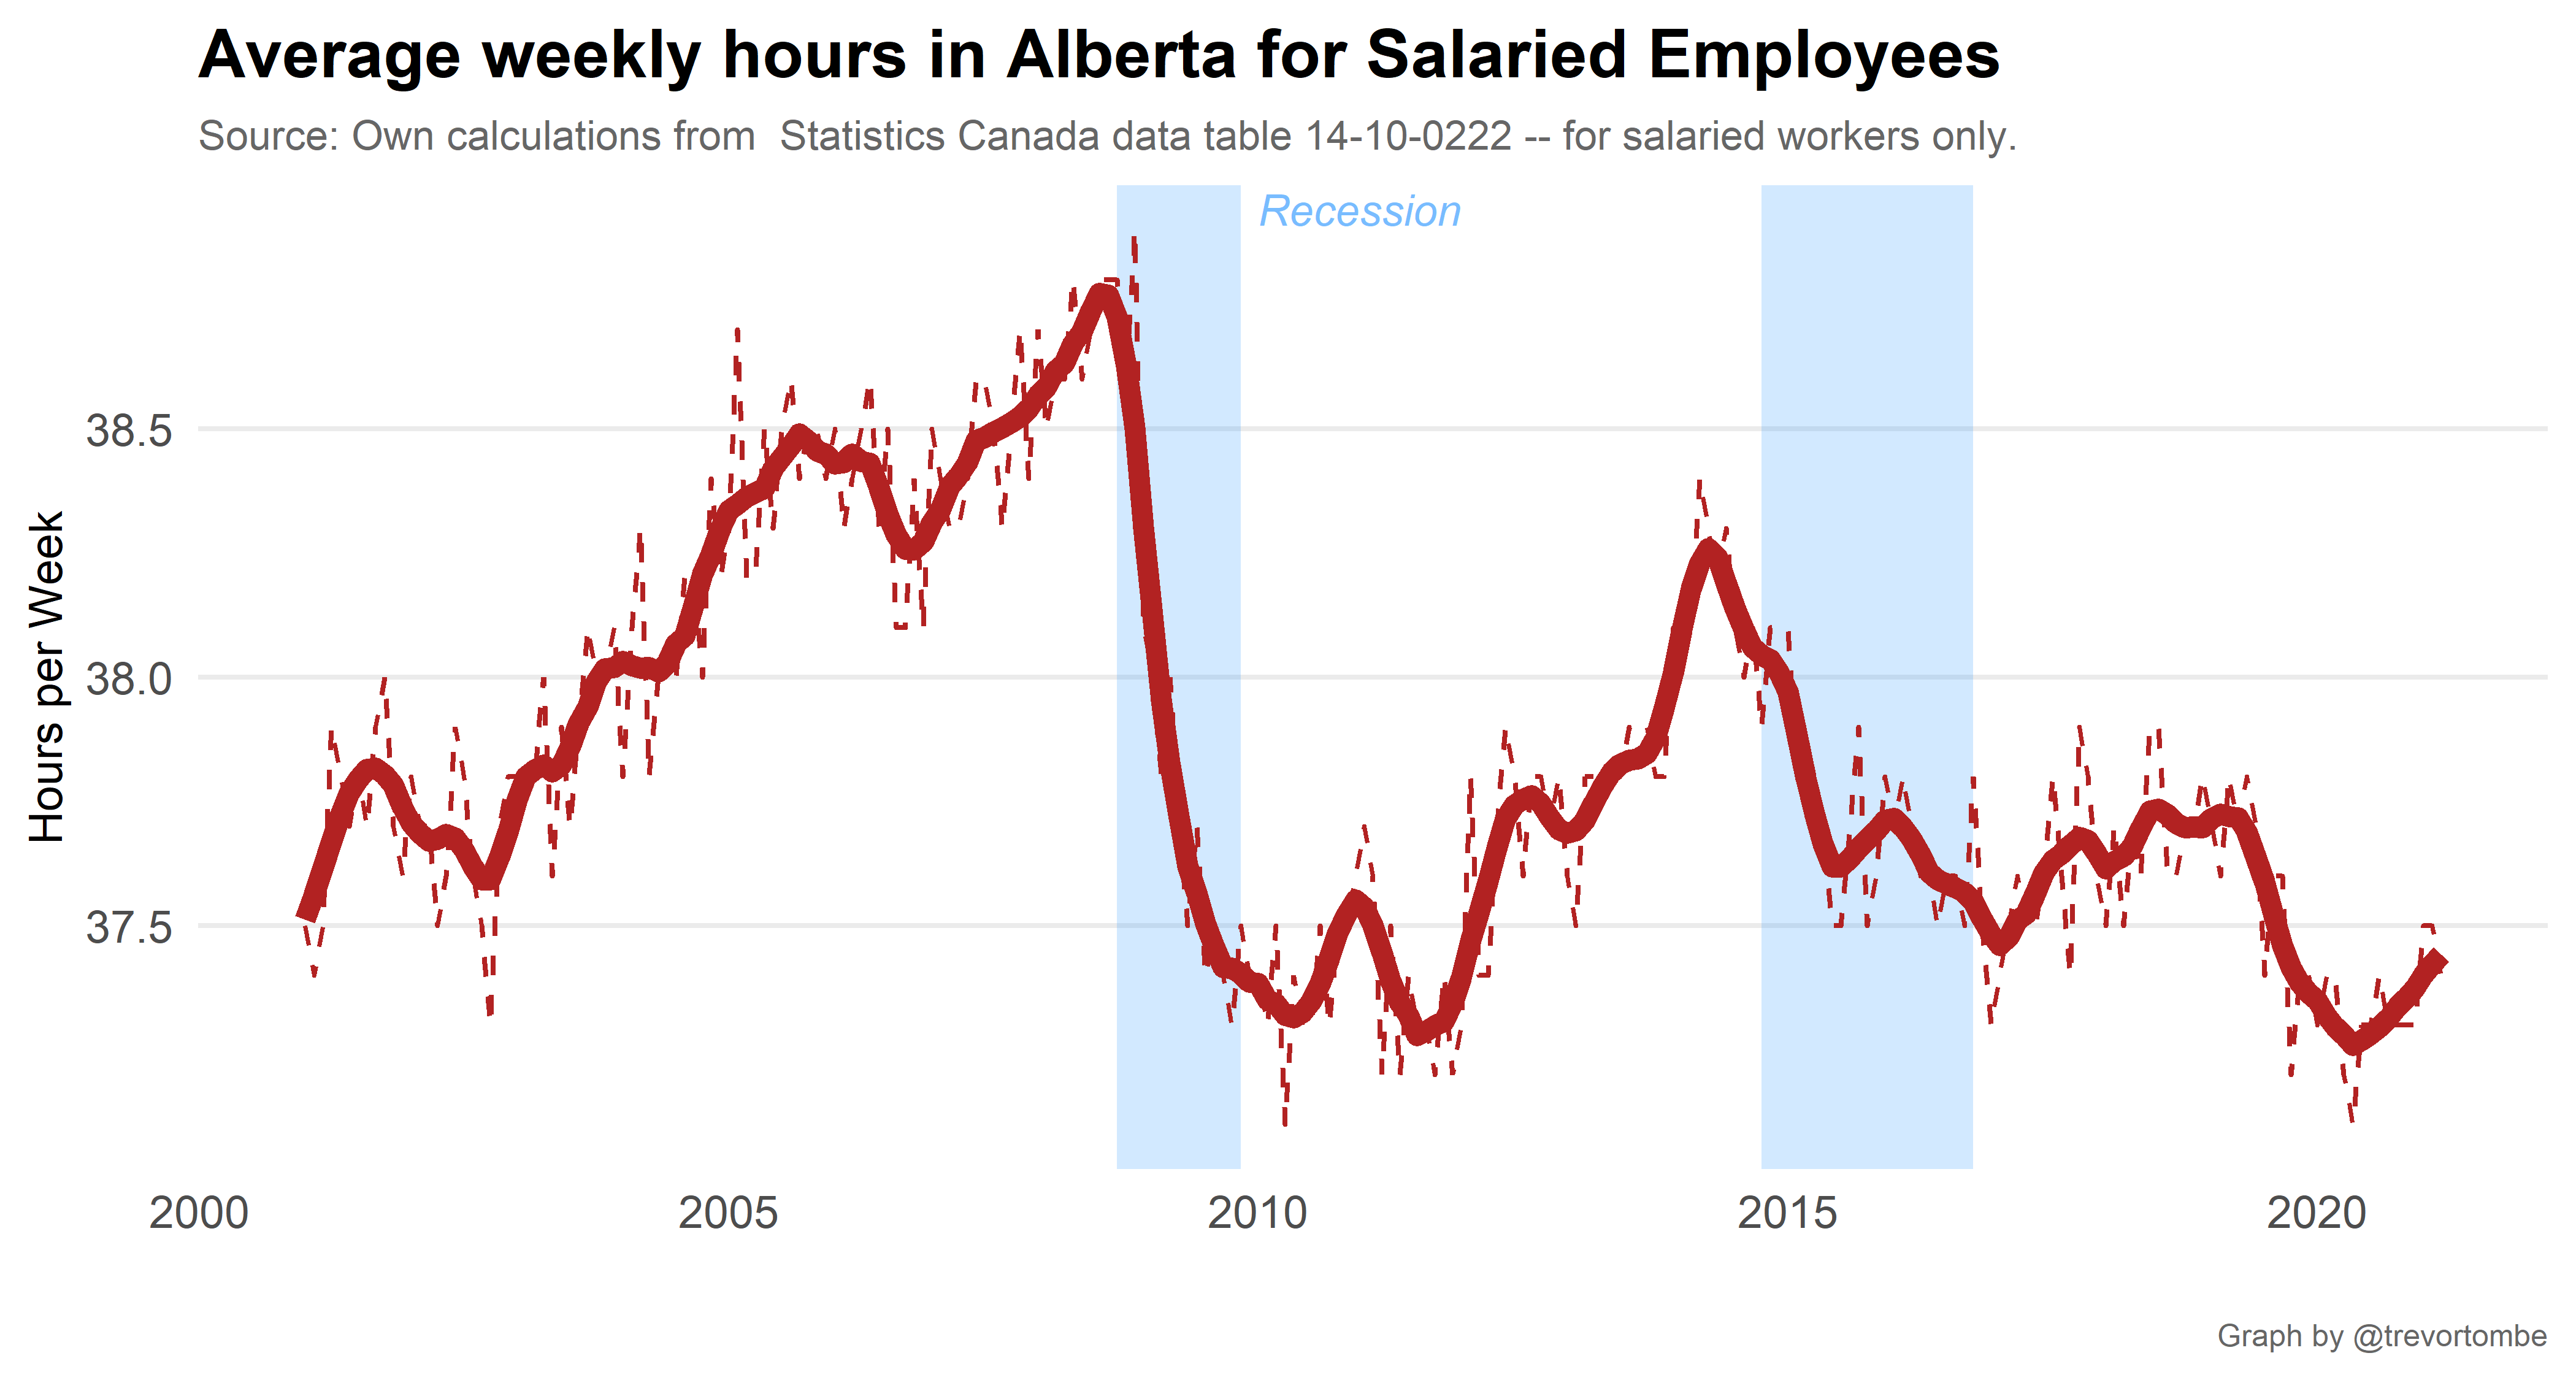 Average weekly hours in Alberta for Salaried Employees
Source: Own calculations from  Statistics Canada data table 14-10-0222 -- for salaried workers only.
Recession
Hours per Week
38.5
38.0
37.5
2000
2005
2010
2015
2020
Graph by @trevortombe